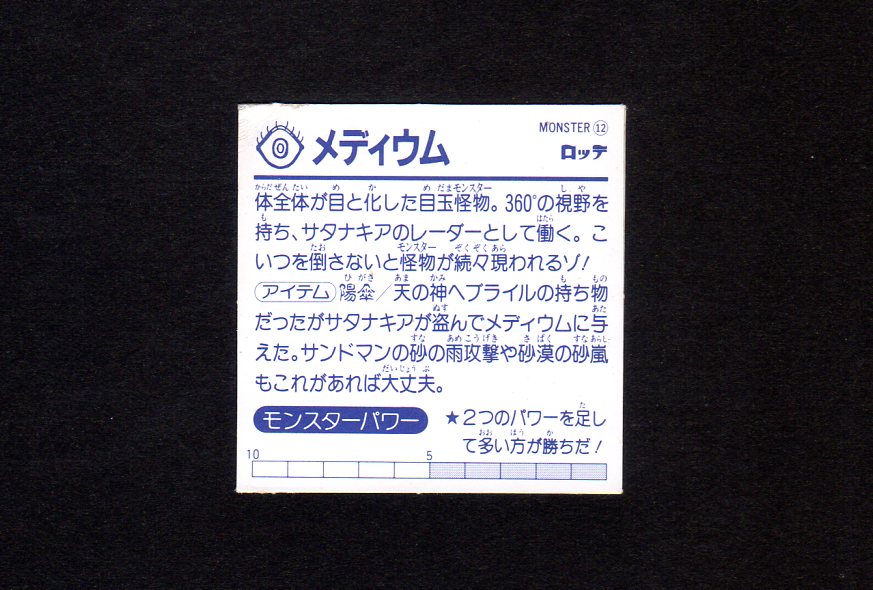 MONSTER⑫
メディウム
ロッテ
体全体が目と化した目玉怪物。360°の視野を
持ち、サタナキアのレーダーとして働く。こ
いつを倒さないと怪物が続々現われるゾ!
アイテム 陽傘/天の神ヘブライルの持ち物
だったがサタナキアが盗んでメディウムに与
えた。サンドマンの砂の雨攻撃や砂漠の砂嵐
もこれがあれば大丈夫。
モンスターパワー
★2つのパワーを足し
て多い方が勝ちだ!
10 5